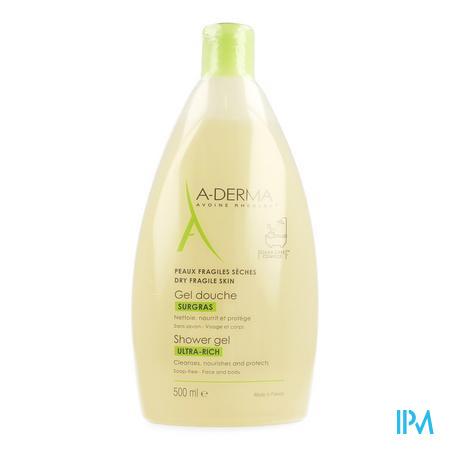 A-DERMA
AVOINE RHEALBA
PEAUX FRAGILES SÈCHES
DRY FRAGILE SKIN
Gel douche
SURGRAS
Nettoie, nourrit et protège
Sans savon - Visage et corps
Shower gel
ULTRA-RICH
Cleanses, nourishes and protects
Soap-free - Face and body
500 ml e
Made in France
IPM